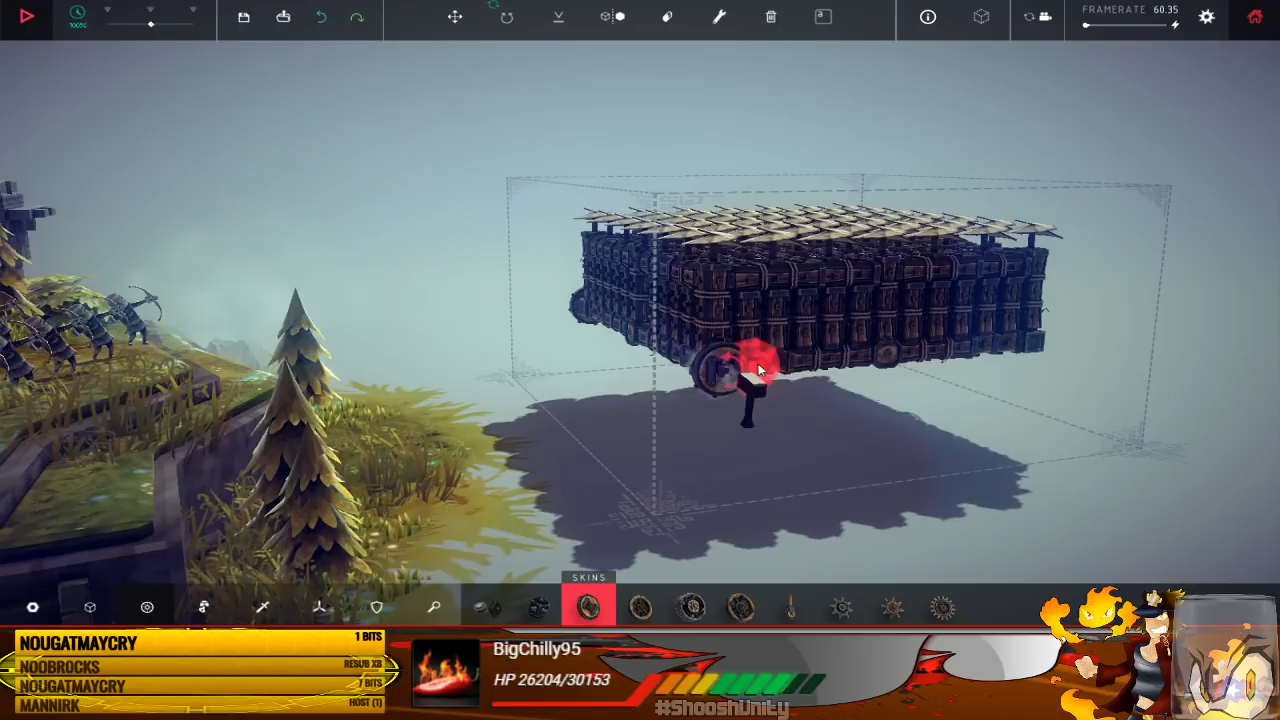 100%
FRAMERATE 60.35
SKINS
NOUGATMAYCRY 1 BITS
NOOBROCKS RESUB X8
NOUGATMAYCRY 1 BITS
MANNIRK HOST (1)
BigChilly95
HP 26204/30153
#ShooshUnity